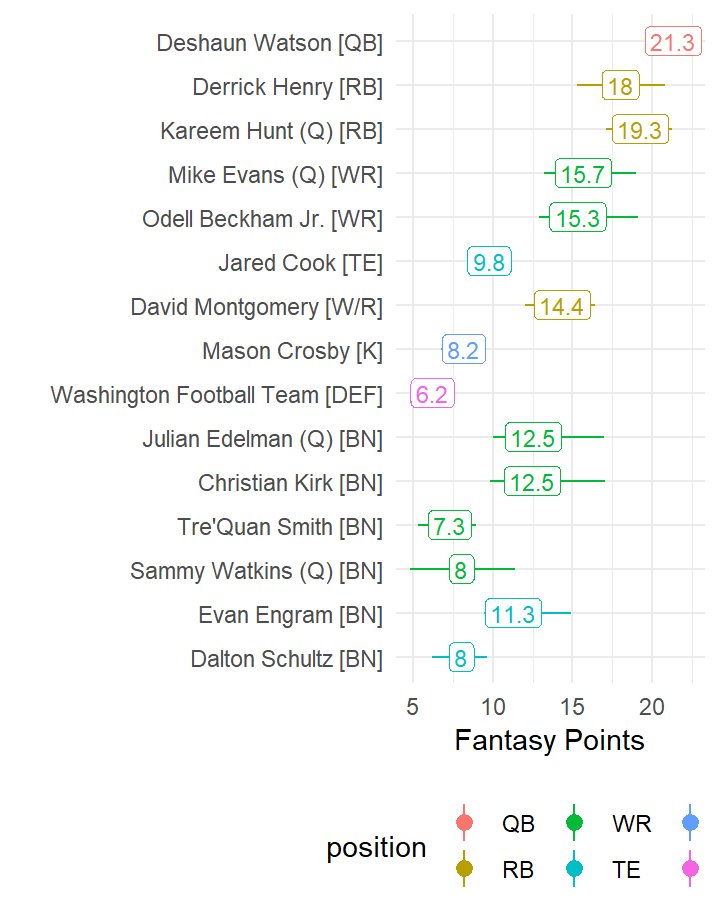 Deshaun Watson [QB] 21.3
Derrick Henry [RB] 18
Kareem Hunt (Q) [RB] 19.3
Mike Evans (Q) [WR] 15.7
Odell Beckham Jr. [WR] 15.3
Jared Cook [TE] 9.8
David Montgomery [W/R] 14.4
Mason Crosby [K] 8.2
Washington Football Team [DEF] 6.2
Julian Edelman (Q) [BN] 12.5
Christian Kirk [BN] 12.5
Tre'Quan Smith [BN] 7.3
Sammy Watkins (Q) [BN] 8
Evan Engram [BN] 11.3
Dalton Schultz [BN] 8
5 10 15 20
Fantasy Points
position
QB WR
RB TE